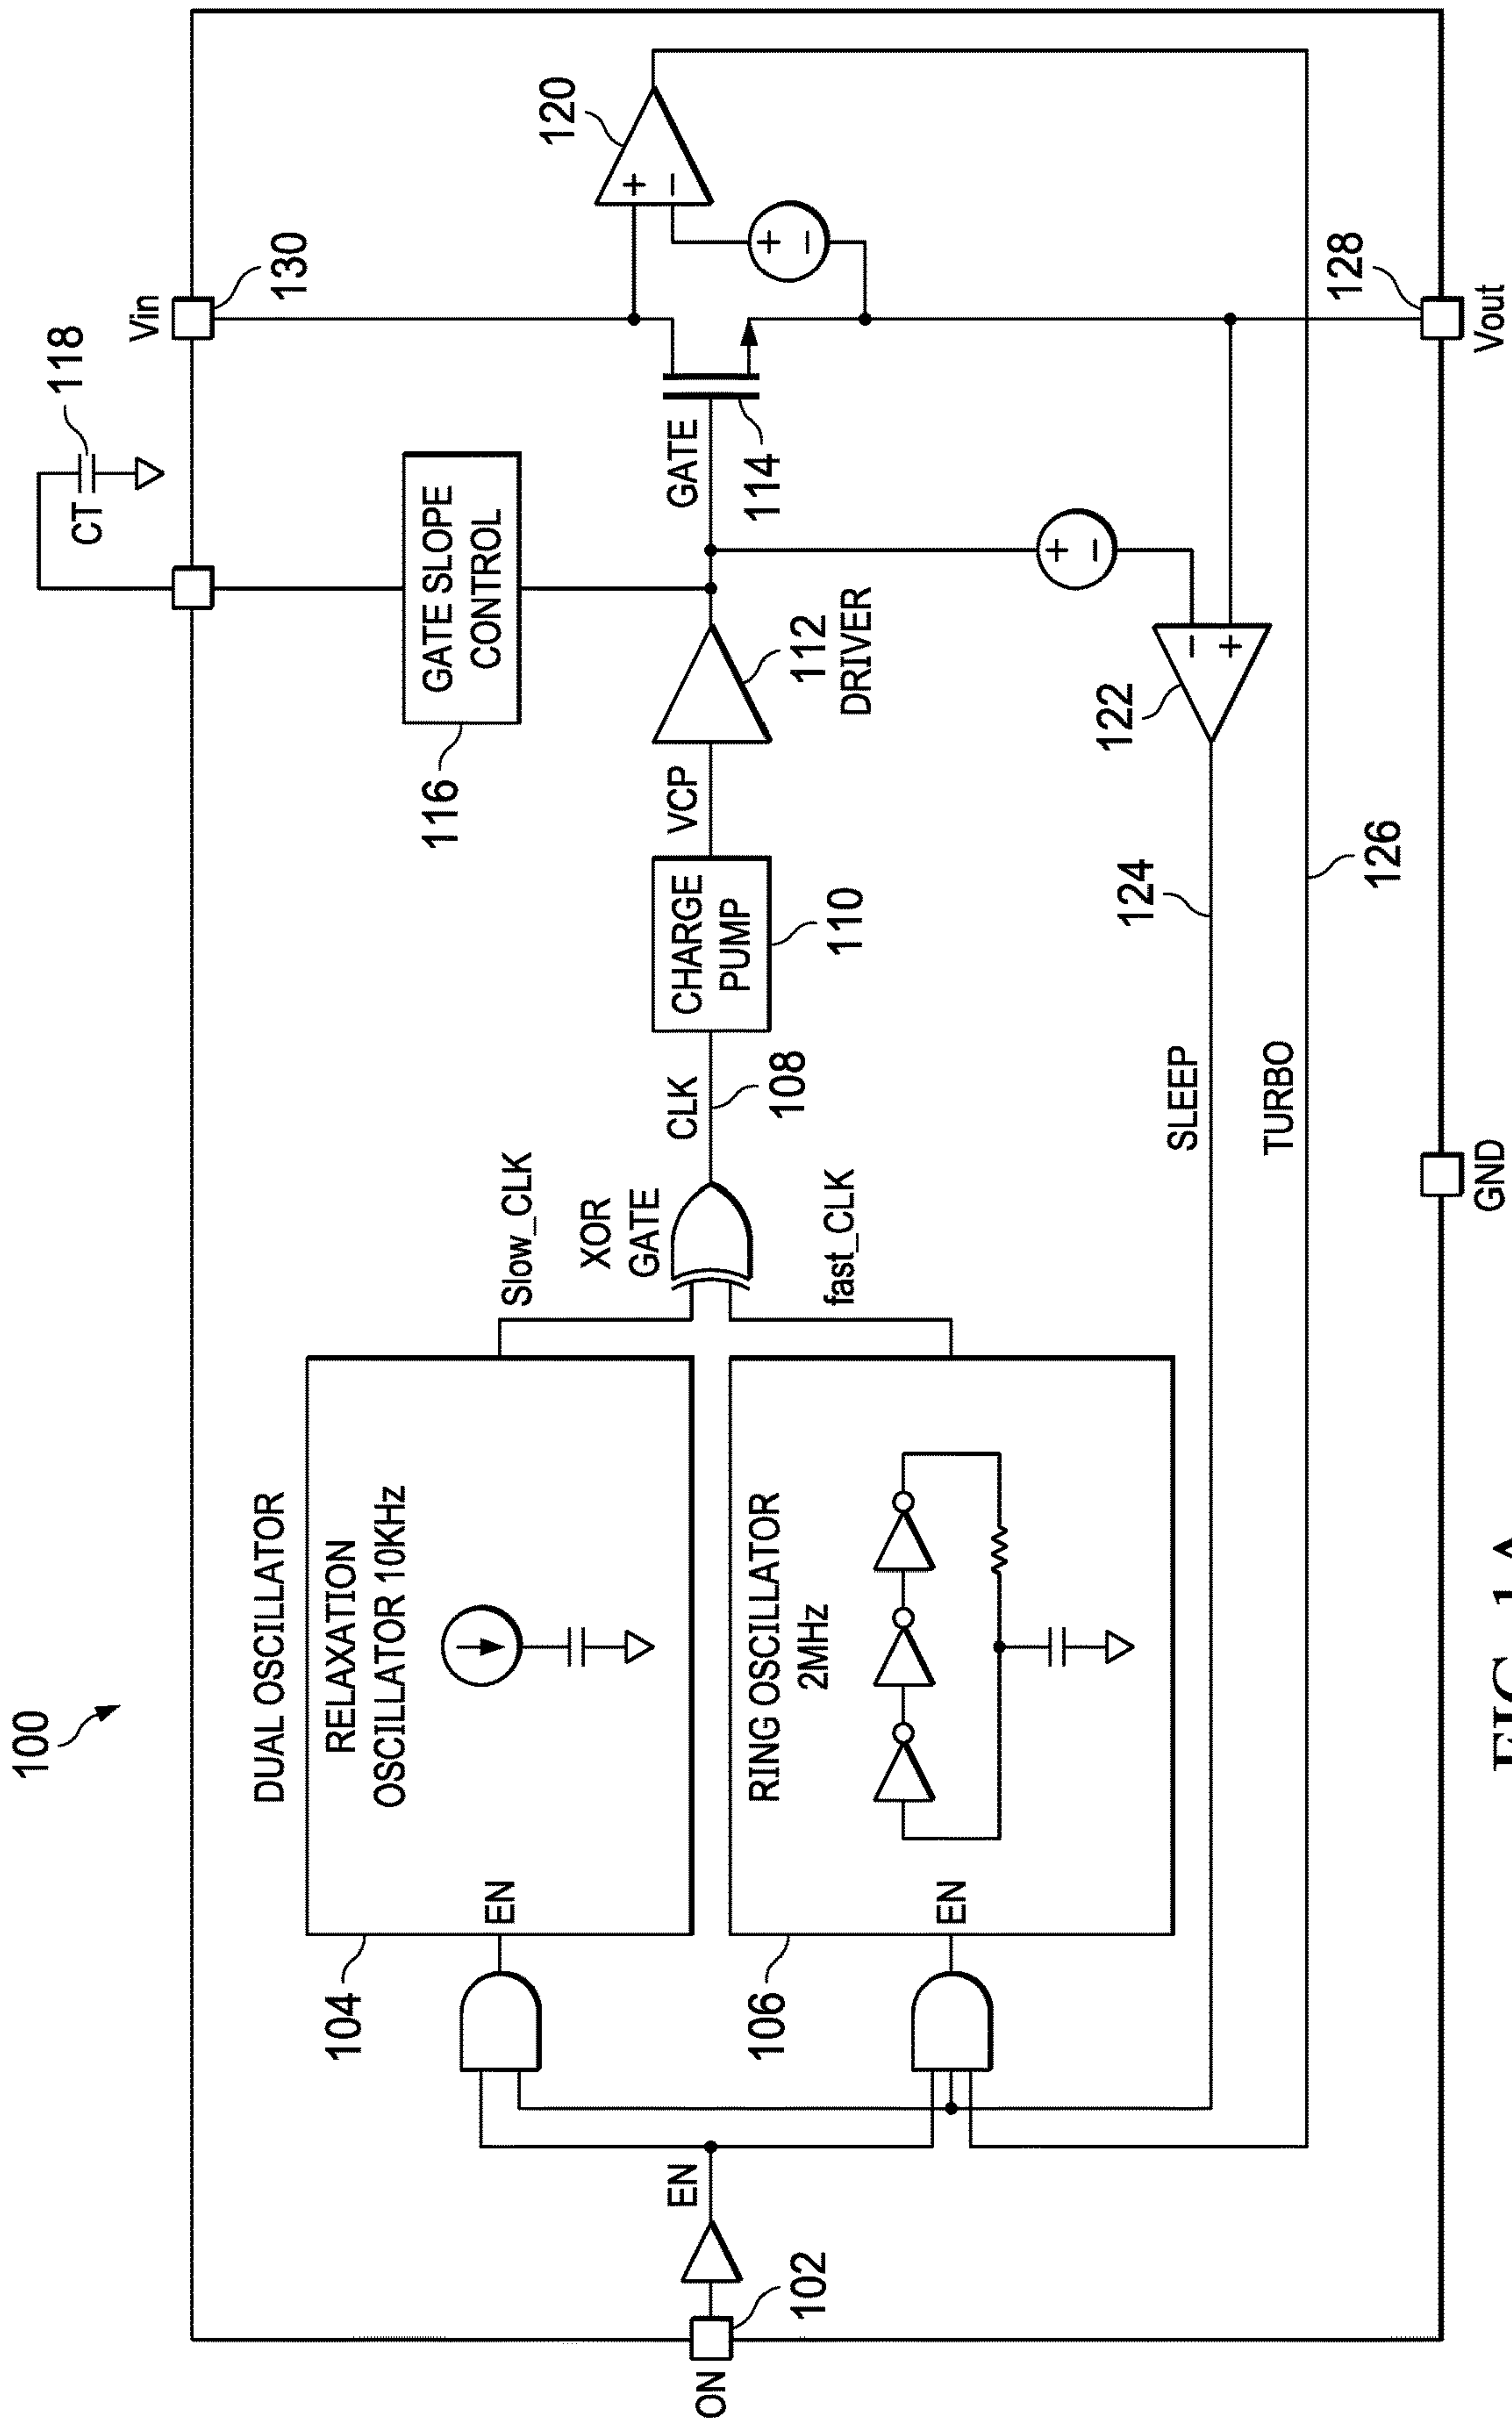 100
Vin
130
CT
118
120
+
−
+
−
GATE SLOPE
CONTROL
116
GATE
114
DUAL OSCILLATOR
RELAXATION
OSCILLATOR 10KHz
EN
104
Slow_CLK
XOR
GATE
CLK
108
CHARGE
PUMP
110
VCP
112
DRIVER
ON
102
EN
fast_CLK
RING OSCILLATOR
2MHz
EN
106
+
−
−
+
122
SLEEP
124
TURBO
126
GND
128
Vout